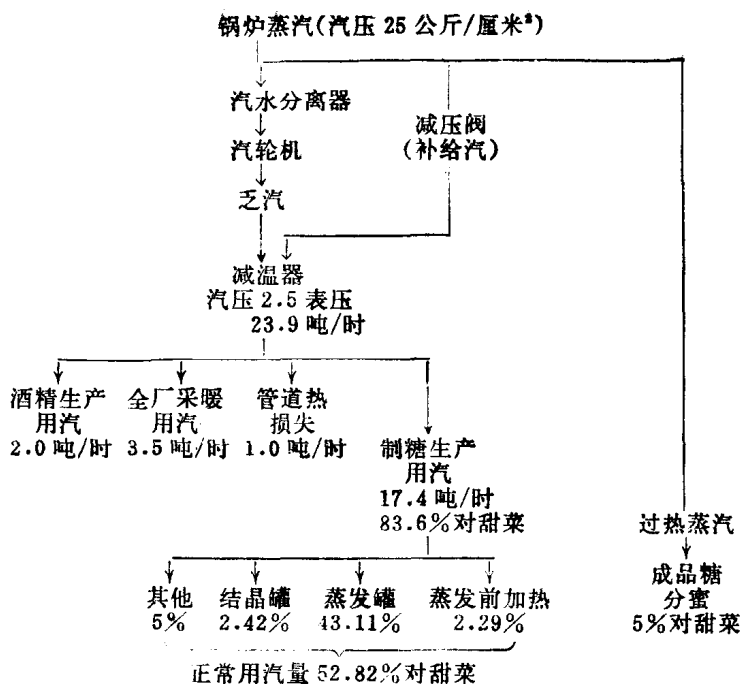 锅炉蒸汽(汽压 25 公斤/厘米²)
汽水分离器
减压阀
(补给汽)
汽轮机
乏汽
减温器
汽压 2.5 表压
23.9 吨/时
酒精生产
用汽
2.0 吨/时
全厂采暖
用汽
3.5 吨/时
管道热
损失
1.0 吨/时
制糖生产
用汽
17.4 吨/时
83.6%对甜菜
过热蒸汽
成品糖
分蜜
5%对甜菜
其他
5%
结晶罐
2.42%
蒸发罐
43.11%
蒸发前加热
2.29%
正常用汽量 52.82%对甜菜